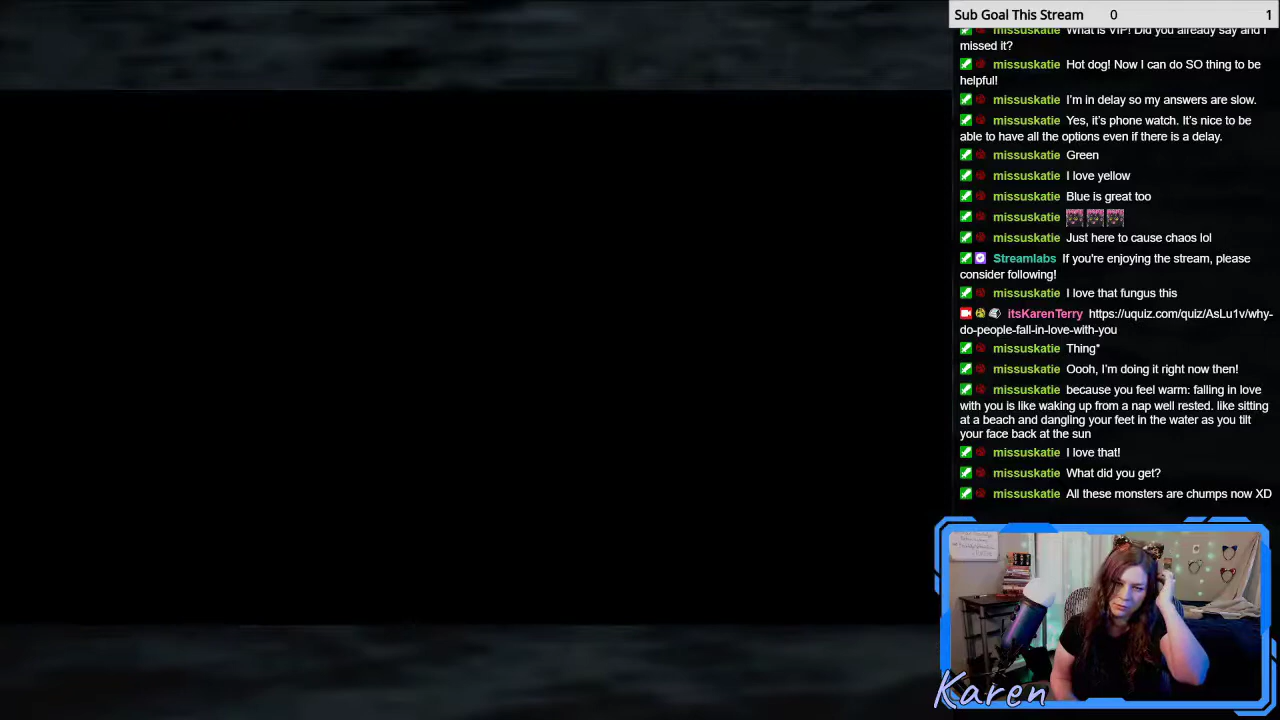 Sub Goal This Stream 0 1
missuskatie What is VIP! Did you already say and I
missed it?
missuskatie Hot dog! Now I can do SO thing to be
helpful!
missuskatie I'm in delay so my answers are slow.
missuskatie Yes, it's phone watch. It's nice to be
able to have all the options even if there is a delay.
missuskatie Green
missuskatie I love yellow
missuskatie Blue is great too
missuskatie
missuskatie Just here to cause chaos lol
Streamlabs If you're enjoying the stream, please
consider following!
missuskatie I love that fungus this
itsKarenTerry https://uquiz.com/quiz/AsLu1v/why-
do-people-fall-in-love-with-you
missuskatie Thing*
missuskatie Oooh, I'm doing it right now then!
missuskatie because you feel warm: falling in love
with you is like waking up from a nap well rested. like sitting
at a beach and dangling your feet in the water as you tilt
your face back at the sun
missuskatie I love that!
missuskatie What did you get?
missuskatie All these monsters are chumps now XD
Karen